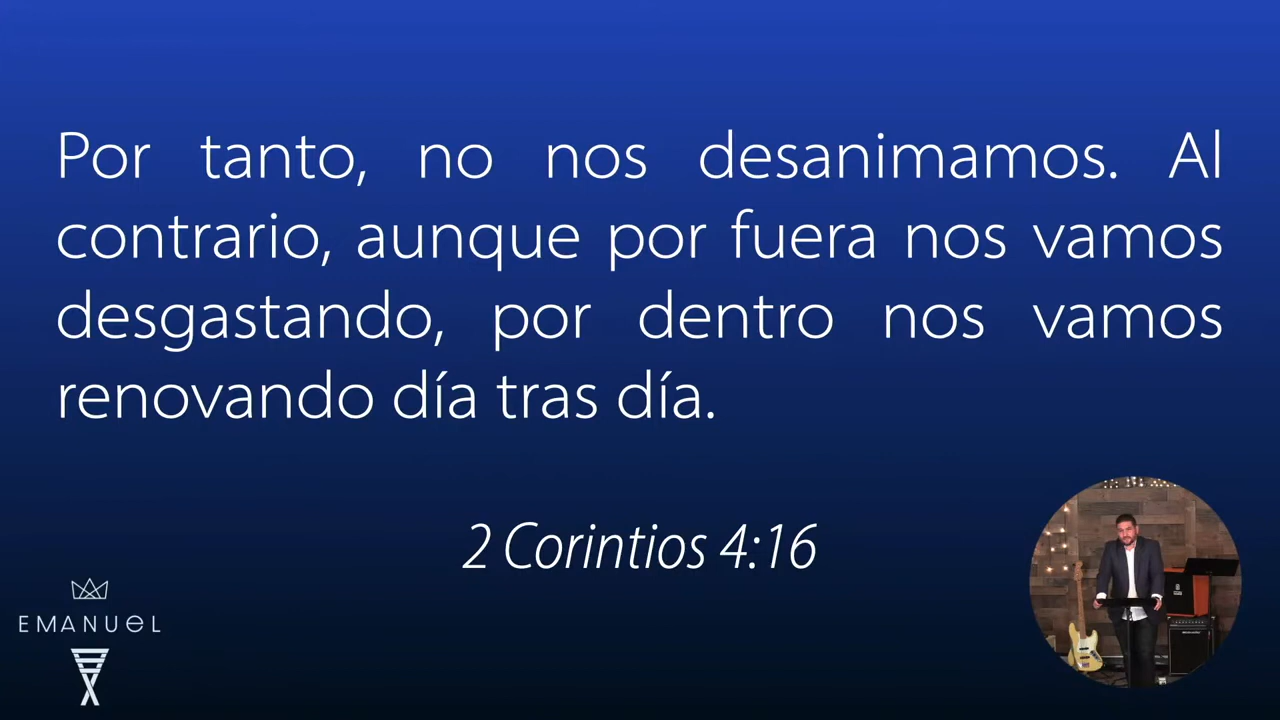 Por tanto, no nos desanimamos. Al
contrario, aunque por fuera nos vamos
desgastando, por dentro nos vamos
renovando día tras día.
2 Corintios 4:16
EMANUEL